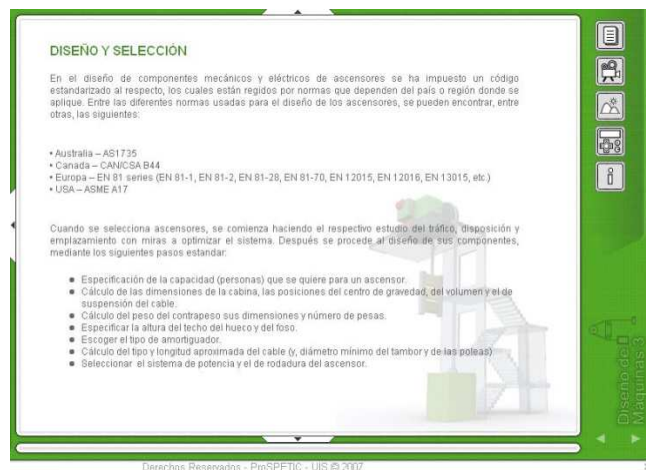 DISEÑO Y SELECCIÓN
En el diseño de componentes mecánicos y eléctricos de ascensores se ha impuesto un código
estandarizado al respecto, los cuales están regidos por normas que dependen del país o región donde se
aplique. Entre las diferentes normas usadas para el diseño de los ascensores, se pueden encontrar, entre
otras, las siguientes:
• Australia – AS1735
• Canada – CAN/CSA B44
• Europa – EN 81 series (EN 81-1, EN 81-2, EN 81-28, EN 81-70, EN 12015, EN 12016, EN 13015, etc.)
• USA – ASME A17
Cuando se selecciona ascensores, se comienza haciendo el respectivo estudio del tráfico, disposición y
emplazamiento con miras a optimizar el sistema. Después se procede al diseño de sus componentes,
mediante los siguientes pasos estandar:
● Especificación de la capacidad (personas) que se quiere para un ascensor.
● Cálculo de las dimensiones de la cabina, las posiciones del centro de gravedad, del volumen y el de
suspensión del cable.
● Cálculo del peso del contrapeso sus dimensiones y número de pesas.
● Especificar la altura del techo del hueco y del foso.
● Escoger el tipo de amortiguador.
● Cálculo del tipo y longitud aproximada del cable (y, diámetro mínimo del tambor y de las poleas)
● Seleccionar el sistema de potencia y el de rodadura del ascensor.
Diseño de
Maquinas 3
Derechos Reservados - ProSPETIC - UIS © 2007